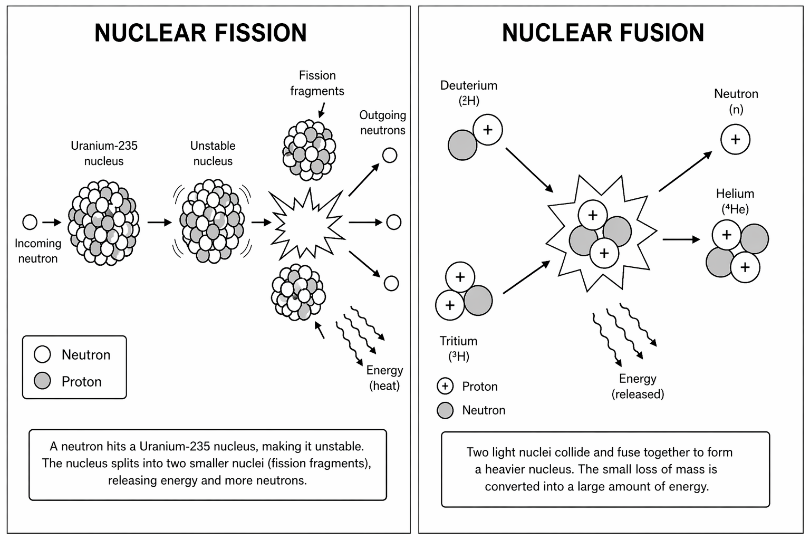 NUCLEAR FISSION
Fission
fragments
Outgoing
neutrons
Uranium-235
nucleus
Unstable
nucleus
Incoming
neutron
Energy
(heat)
Neutron
Proton
A neutron hits a Uranium-235 nucleus, making it unstable.
The nucleus splits into two smaller nuclei (fission fragments),
releasing energy and more neutrons.
NUCLEAR FUSION
Deuterium
(²H)
Neutron
(n)
+
+
Helium
(⁴He)
+
+
+
+
+
+
Tritium
(³H)
Energy
(released)
+ Proton
Neutron
Two light nuclei collide and fuse together to form
a heavier nucleus. The small loss of mass is
converted into a large amount of energy.